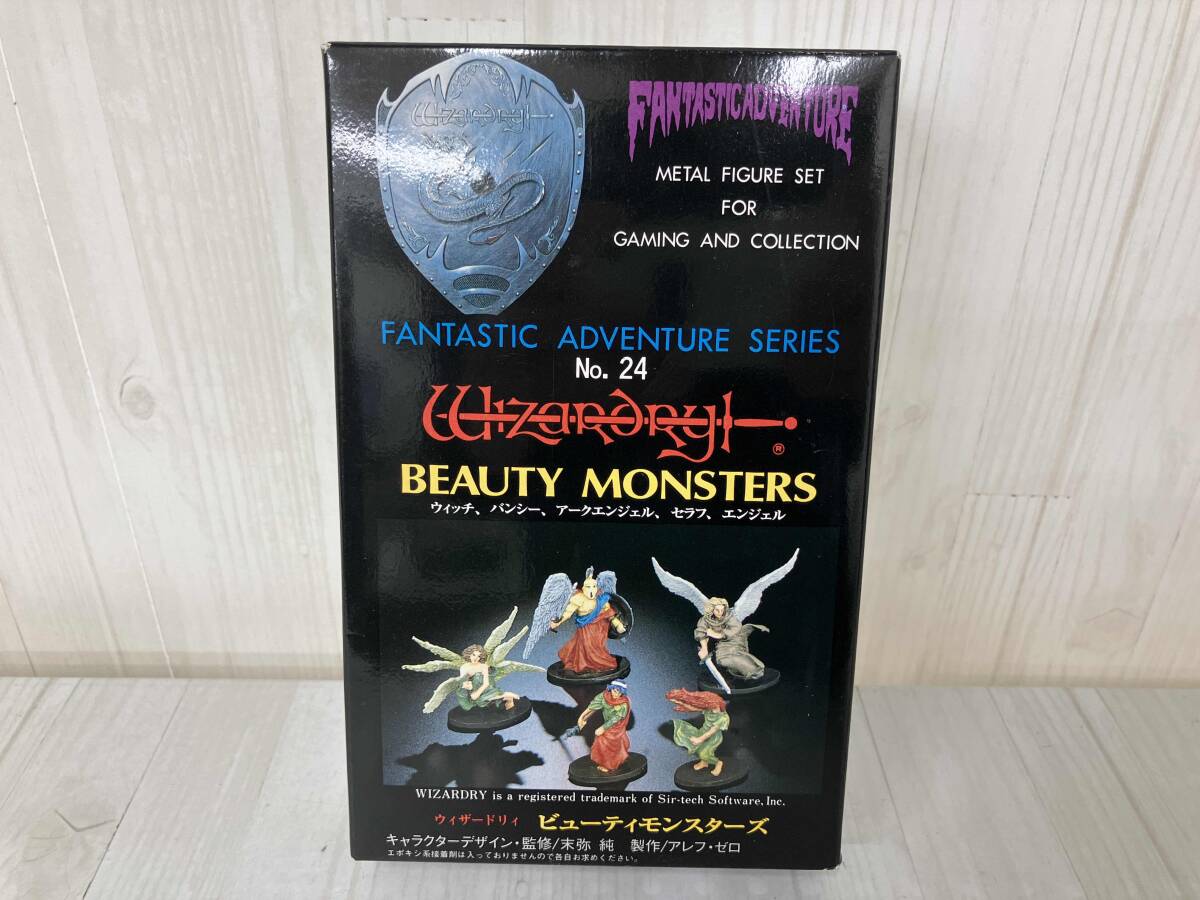 Wizardry
FANTASTIC ADVENTURE
METAL FIGURE SET
FOR
GAMING AND COLLECTION
FANTASTIC ADVENTURE SERIES
No. 24
Wizardry®
BEAUTY MONSTERS
ウィッチ、バンシー、アークエンジェル、セラフ、エンジェル
WIZARDRY is a registered trademark of Sir-tech Software, Inc.
ウィザードリィ ビューティモンスターズ
キャラクターデザイン・監修/末弥 純 製作/アレフ・ゼロ
エポキシ系接着剤は入っておりませんので各自お求めください。